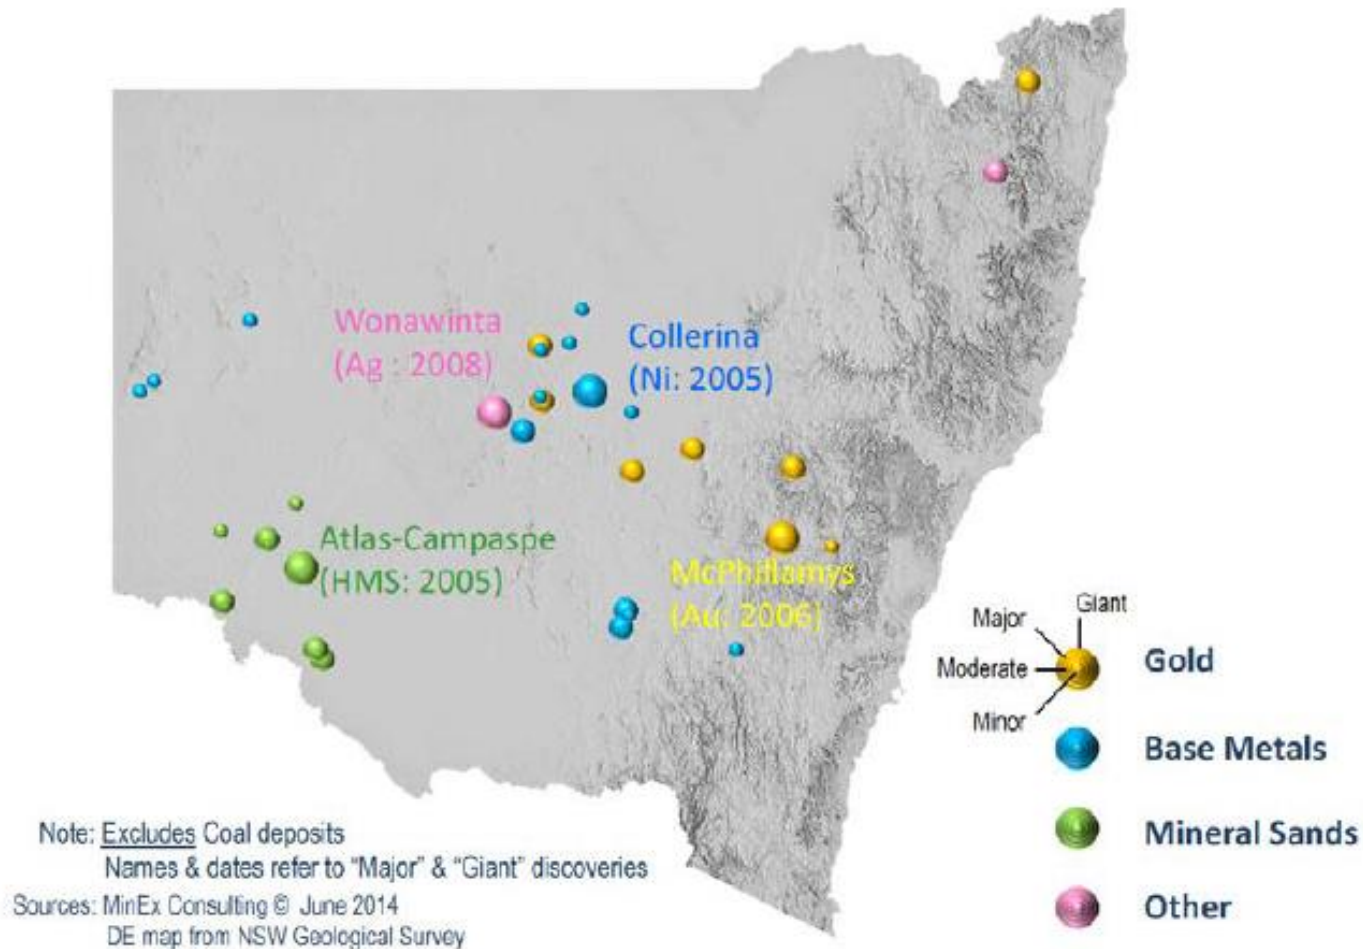 Wonawinta
(Ag : 2008)
Collerina
(Ni: 2005)
Atlas-Campaspe
(HMS: 2005)
McPhillamys
(Au: 2006)
Giant
Major
Moderate
Minor
Gold
Base Metals
Mineral Sands
Other
Note: Excludes Coal deposits
Names & dates refer to "Major" & "Giant" discoveries
Sources: MinEx Consulting © June 2014
DE map from NSW Geological Survey